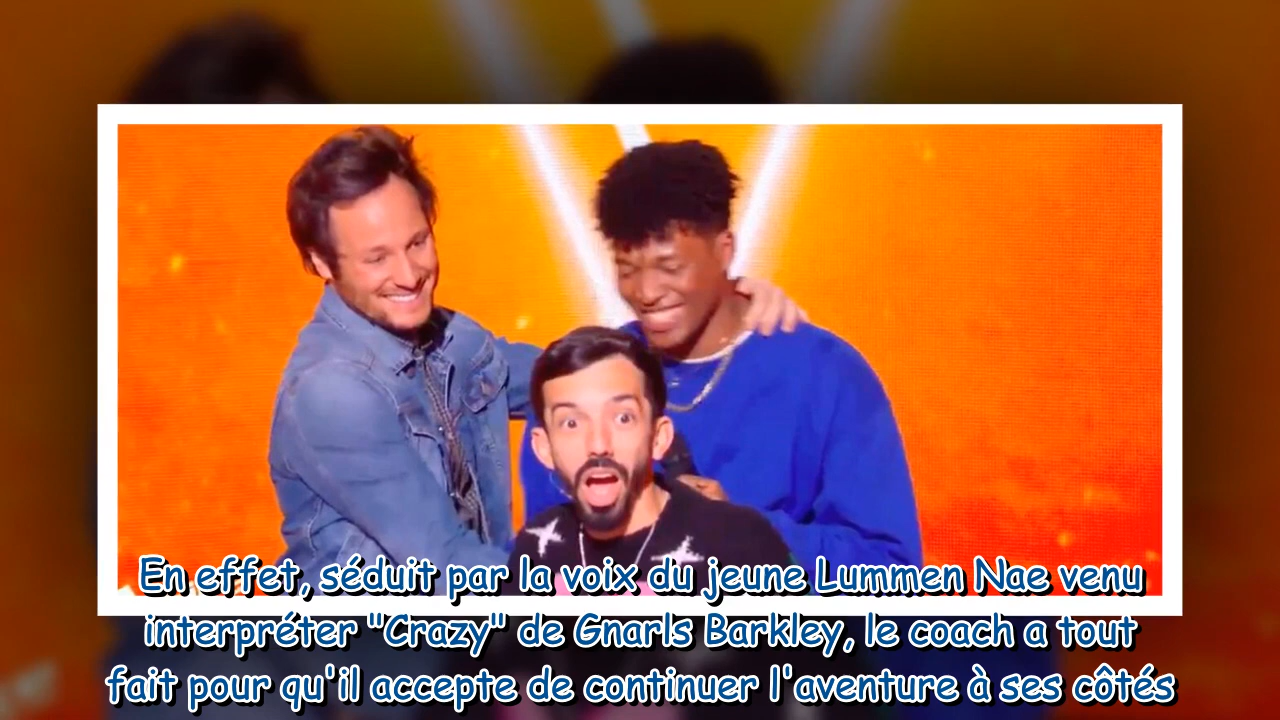 En effet, séduit par la voix du jeune Lummen Nae venu
interpréter "Crazy" de Gnarls Barkley, le coach a tout
fait pour qu'il accepte de continuer l'aventure à ses côtés